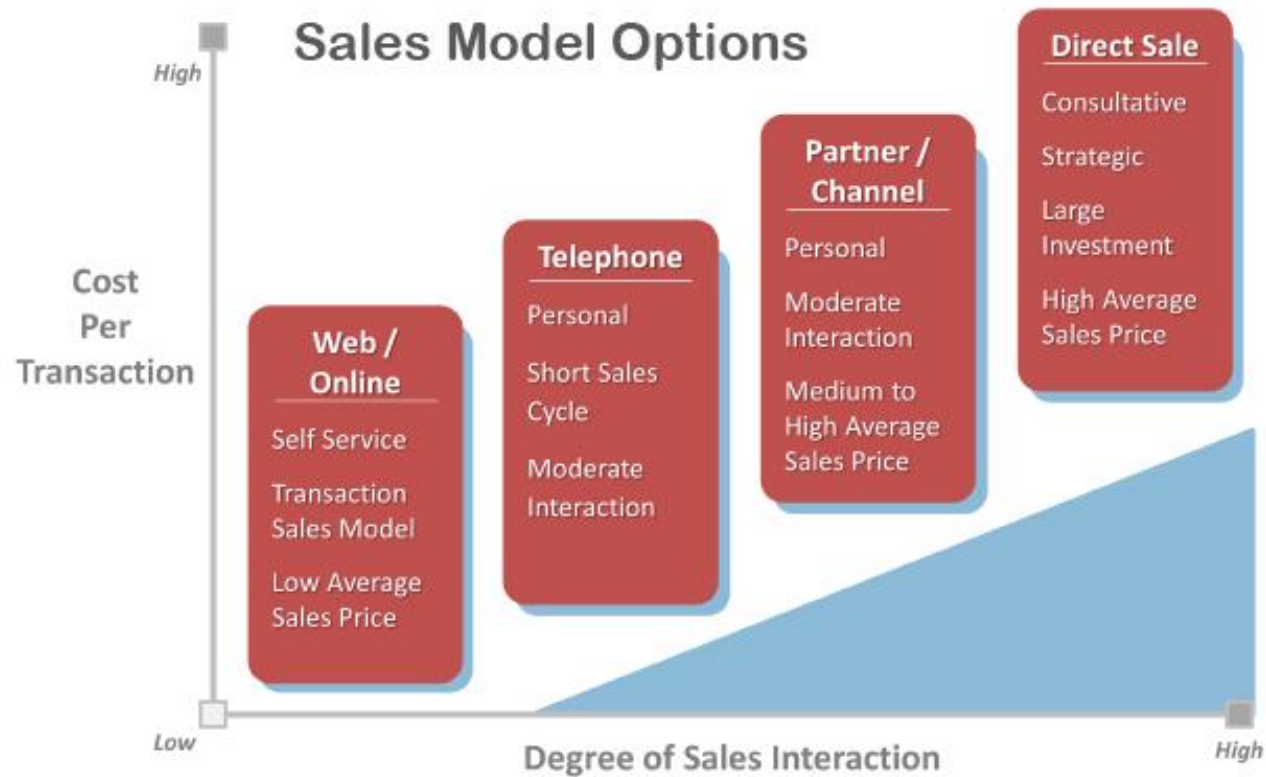 Sales Model Options
High
Cost
Per
Transaction
Low
Web /
Online
Self Service
Transaction
Sales Model
Low Average
Sales Price
Telephone
Personal
Short Sales
Cycle
Moderate
Interaction
Partner /
Channel
Personal
Moderate
Interaction
Medium to
High Average
Sales Price
Direct Sale
Consultative
Strategic
Large
Investment
High Average
Sales Price
Degree of Sales Interaction
High